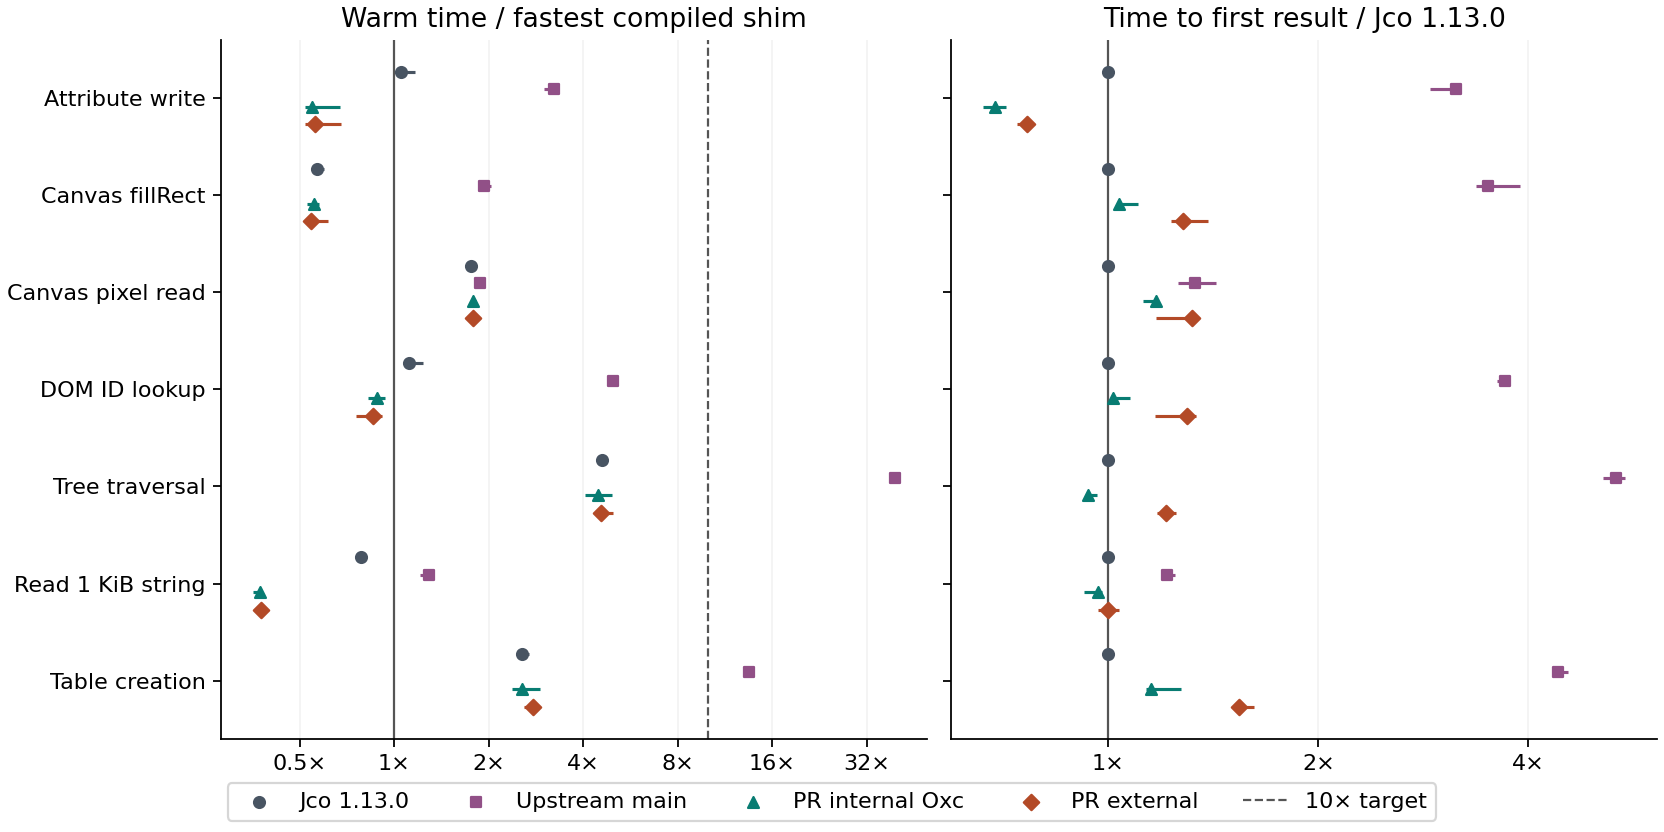 Warm time / fastest compiled shim
Time to first result / Jco 1.13.0
Attribute write
Canvas fillRect
Canvas pixel read
DOM ID lookup
Tree traversal
Read 1 KiB string
Table creation
0.5× 1× 2× 4× 8× 16× 32×
1× 2× 4×
Jco 1.13.0 Upstream main PR internal Oxc PR external 10× target